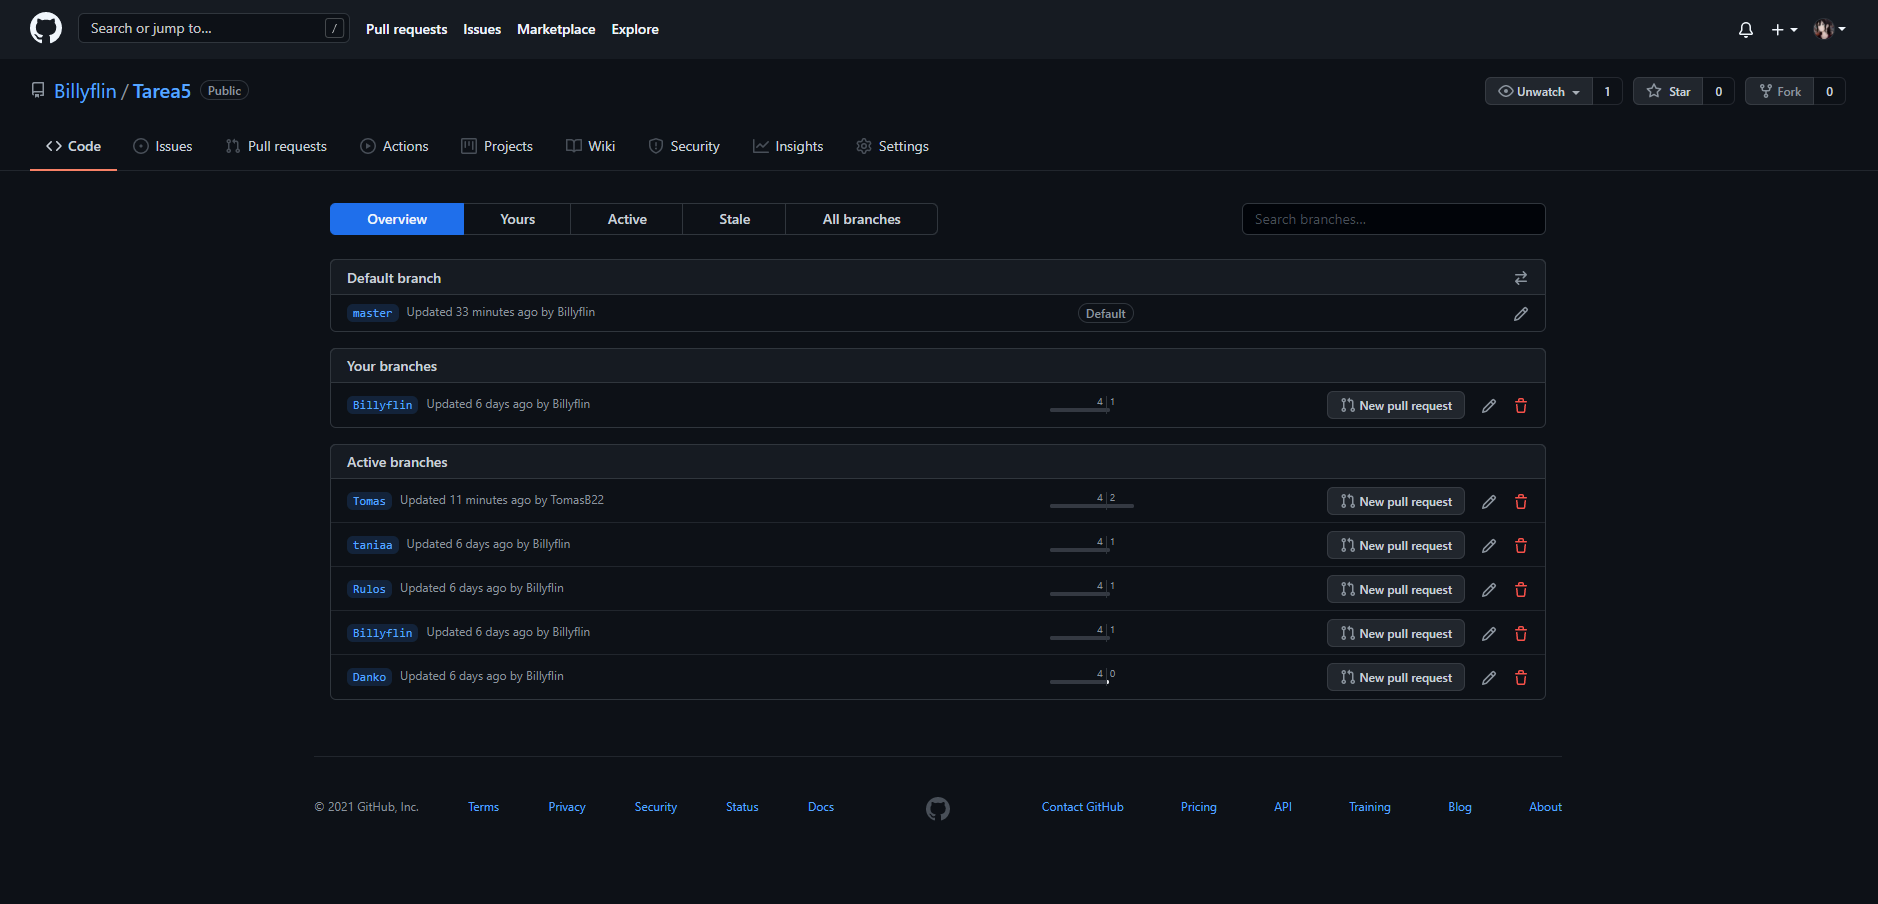 Search or jump to... / Pull requests Issues Marketplace Explore
Billyflin / Tarea5 Public Unwatch 1 Star 0 Fork 0
Code Issues Pull requests Actions Projects Wiki Security Insights Settings
Overview Yours Active Stale All branches Search branches...
Default branch
master Updated 33 minutes ago by Billyflin Default
Your branches
Billyflin Updated 6 days ago by Billyflin 4 1 New pull request
Active branches
Tomas Updated 11 minutes ago by TomasB22 4 2 New pull request
taniaa Updated 6 days ago by Billyflin 4 1 New pull request
Rulos Updated 6 days ago by Billyflin 4 1 New pull request
Billyflin Updated 6 days ago by Billyflin 4 1 New pull request
Danko Updated 6 days ago by Billyflin 4 0 New pull request
© 2021 GitHub, Inc. Terms Privacy Security Status Docs Contact GitHub Pricing API Training Blog About